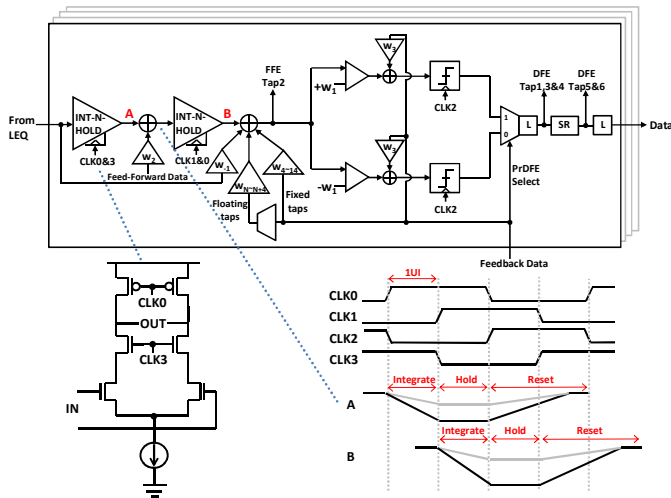 From
LEQ
INT-N-
HOLD
CLK0&3
A
w2
Feed-Forward Data
INT-N-
HOLD
CLK1&0
B
FFE
Tap2
w-1
wN~N+4
w4~14
Floating
taps
Fixed
taps
+w1
w3
CLK2
-w1
w3
CLK2
1
0
PrDFE
Select
L
DFE
Tap1,3&4
SR
DFE
Tap5&6
L
Data
Feedback Data
CLK0
OUT
CLK3
IN
1UI
CLK0
CLK1
CLK2
CLK3
Integrate
Hold
Reset
A
Integrate
Hold
Reset
B